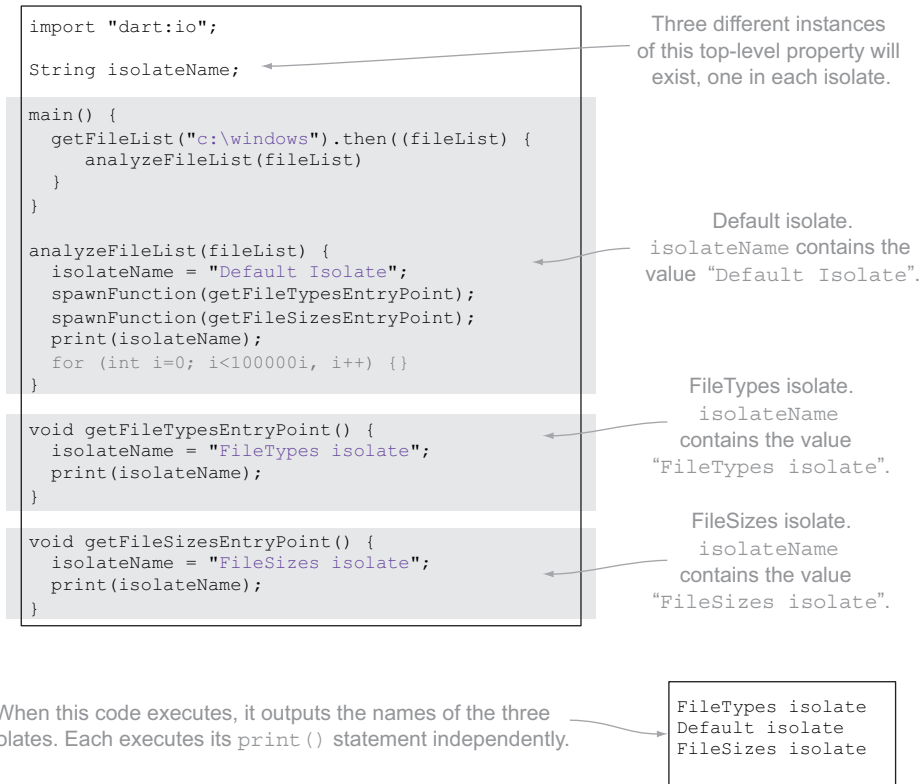 import "dart:io";
String isolateName;
Three different instances
of this top-level property will
exist, one in each isolate.
main() {
getFileList("c:\windows").then((fileList) {
analyzeFileList(fileList)
}
}
analyzeFileList(fileList) {
isolateName = "Default Isolate";
spawnFunction(getFileTypesEntryPoint);
spawnFunction(getFileSizesEntryPoint);
print(isolateName);
for (int i=0; i<100000i, i++) {}
}
Default isolate.
isolateName contains the
value “Default Isolate”.
void getFileTypesEntryPoint() {
isolateName = "FileTypes isolate";
print(isolateName);
}
FileTypes isolate.
isolateName
contains the value
“FileTypes isolate”.
void getFileSizesEntryPoint() {
isolateName = "FileSizes isolate";
print(isolateName);
}
FileSizes isolate.
isolateName
contains the value
“FileSizes isolate”.
When this code executes, it outputs the names of the three
olates. Each executes its print() statement independently.
FileTypes isolate
Default isolate
FileSizes isolate